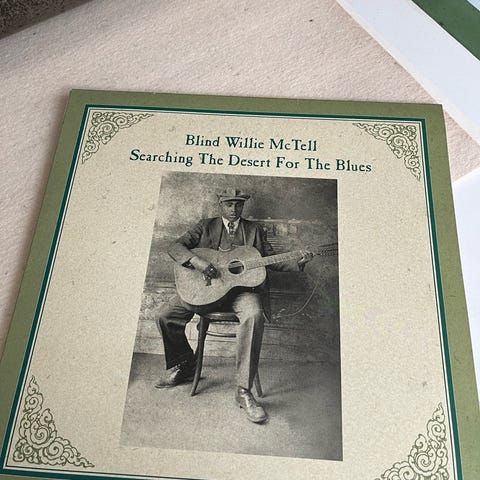 Blind Willie McTell
Searching The Desert For The Blues